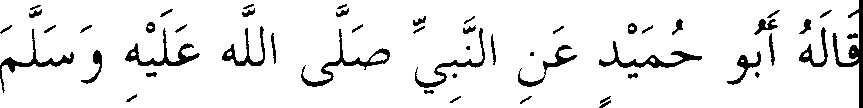 قَالَهُ أَبُو حُمَيْدٍ عَنِ النَّبِيِّ صَلَّى اللَّه عَلَيْهِ وَسَلَّمَ